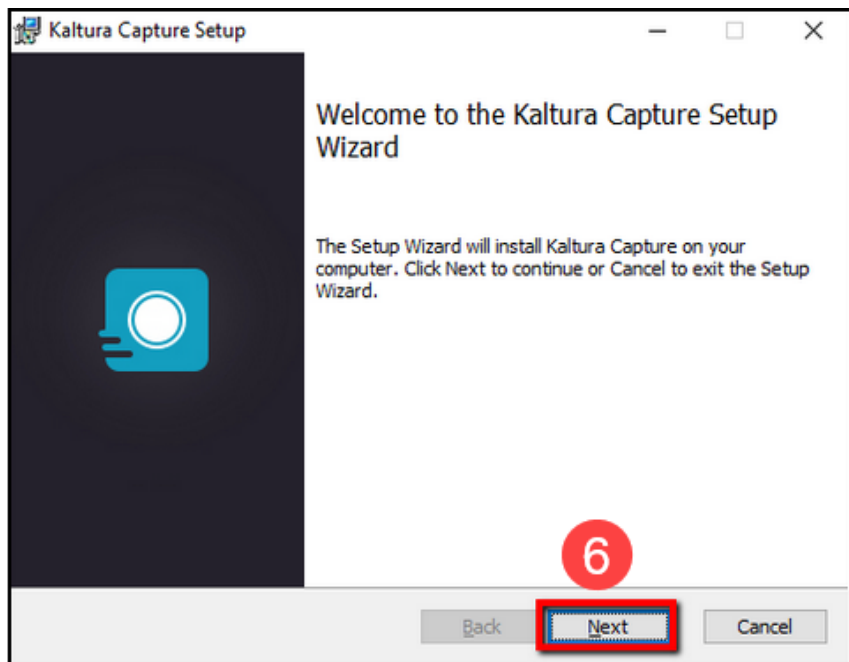 Kaltura Capture Setup
Welcome to the Kaltura Capture Setup
Wizard
The Setup Wizard will install Kaltura Capture on your
computer. Click Next to continue or Cancel to exit the Setup
Wizard.
6
Back Next Cancel